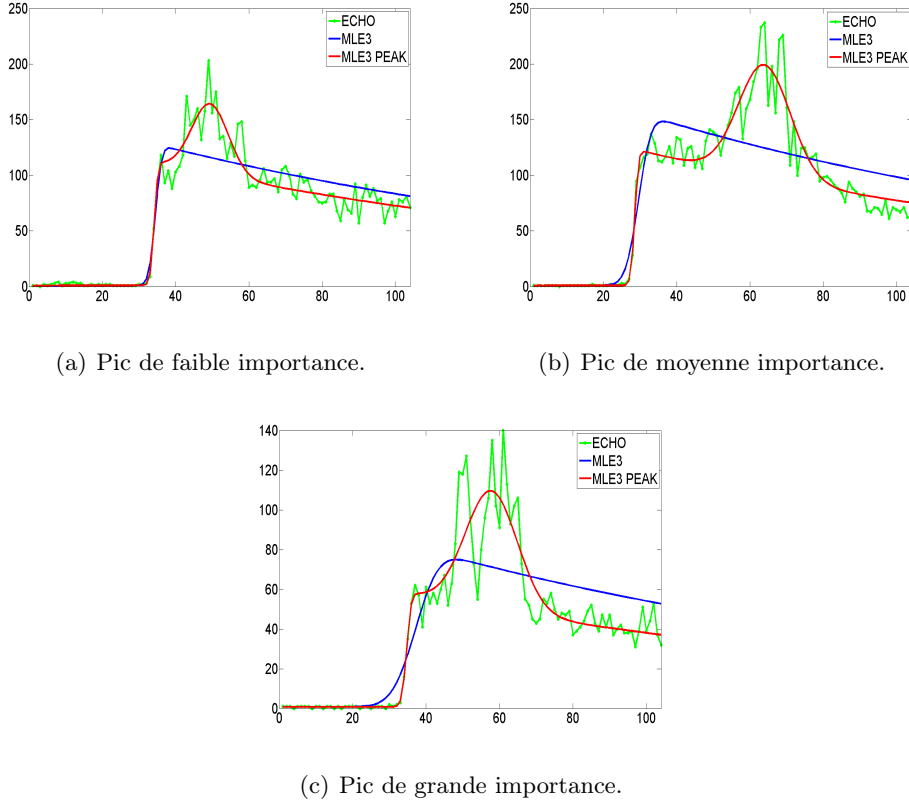 250
200
150
100
50
0
0 20 40 60 80 100
ECHO
MLE3
MLE3 PEAK
(a) Pic de faible importance.
250
200
150
100
50
0
0 20 40 60 80 100
ECHO
MLE3
MLE3 PEAK
(b) Pic de moyenne importance.
140
120
100
80
60
40
20
0
0 20 40 60 80 100
ECHO
MLE3
MLE3 PEAK
(c) Pic de grande importance.